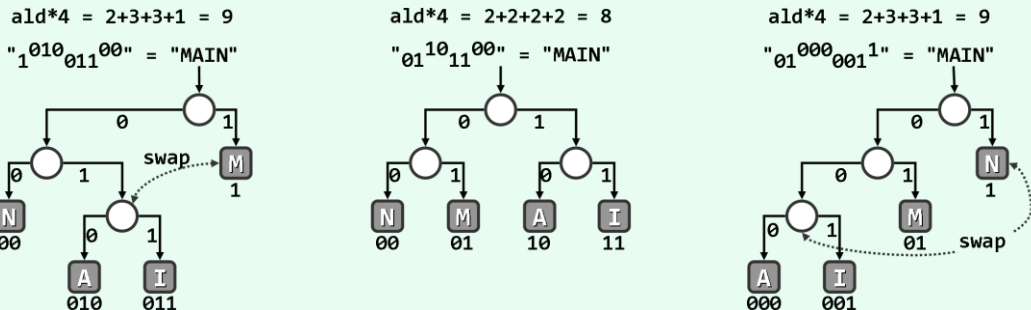 ald*4 = 2+3+3+1 = 9
"101001100" = "MAIN"
0 1
swap
M
0 1
1
N
00
0 1
A I
010 011
ald*4 = 2+2+2+2 = 8
"01101100" = "MAIN"
0 1
0 1 0 1
N M A I
00 01 10 11
ald*4 = 2+3+3+1 = 9
"010000011" = "MAIN"
0 1
N
0 1
1
M
01
0 1
swap
A I
000 001